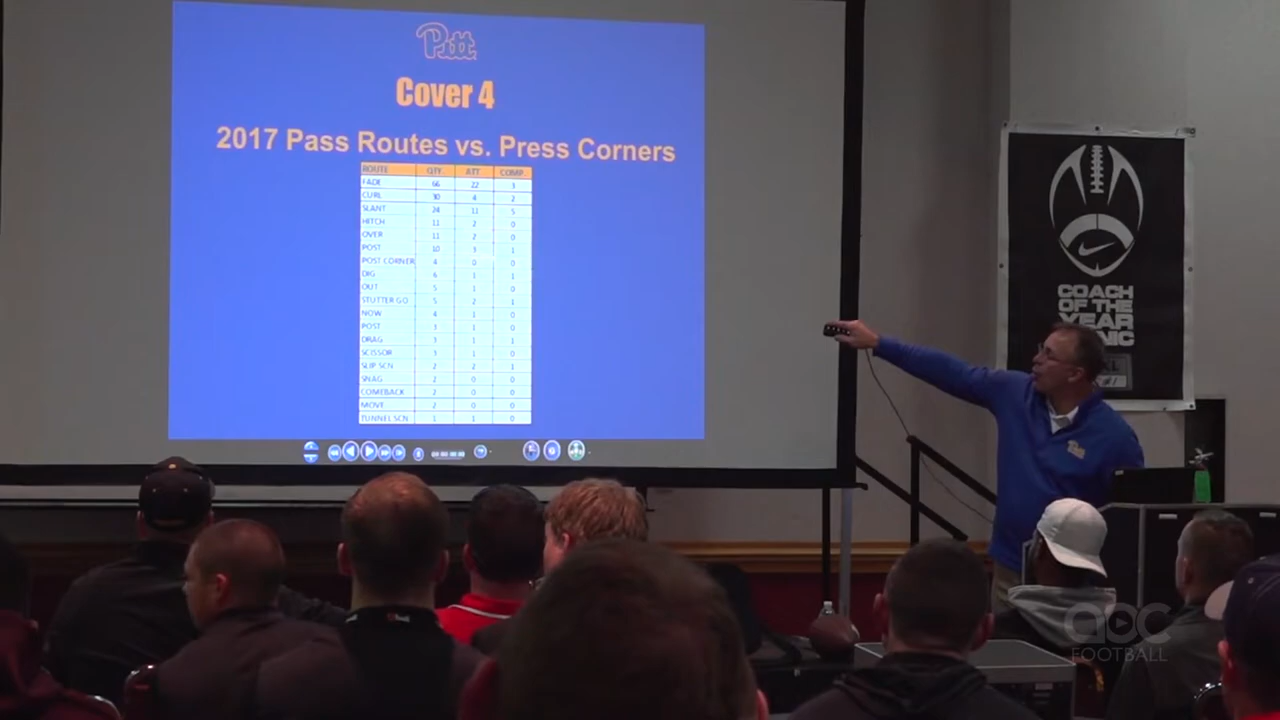 Pitt
Cover 4
2017 Pass Routes vs. Press Corners
ROUTE QTY. ATT COMP.
FADE 66 22 3
CURL 30 4 2
SLANT 24 11 5
HITCH 11 2 0
OVER 11 2 0
POST 10 3 1
POST CORNER 4 0 0
DIG 6 1 1
OUT 5 1 0
STUTTER GO 5 2 1
NOW 4 1 0
POST 3 1 0
DRAG 3 1 1
SCISSOR 3 1 0
SLIP SCN 2 2 1
SNAG 2 0 0
COMEBACK 2 0 0
MOVE 2 0 0
TUNNEL SCN 1 1 0
COACH
OF THE
YEAR
Pitt
aoc
FOOTBALL